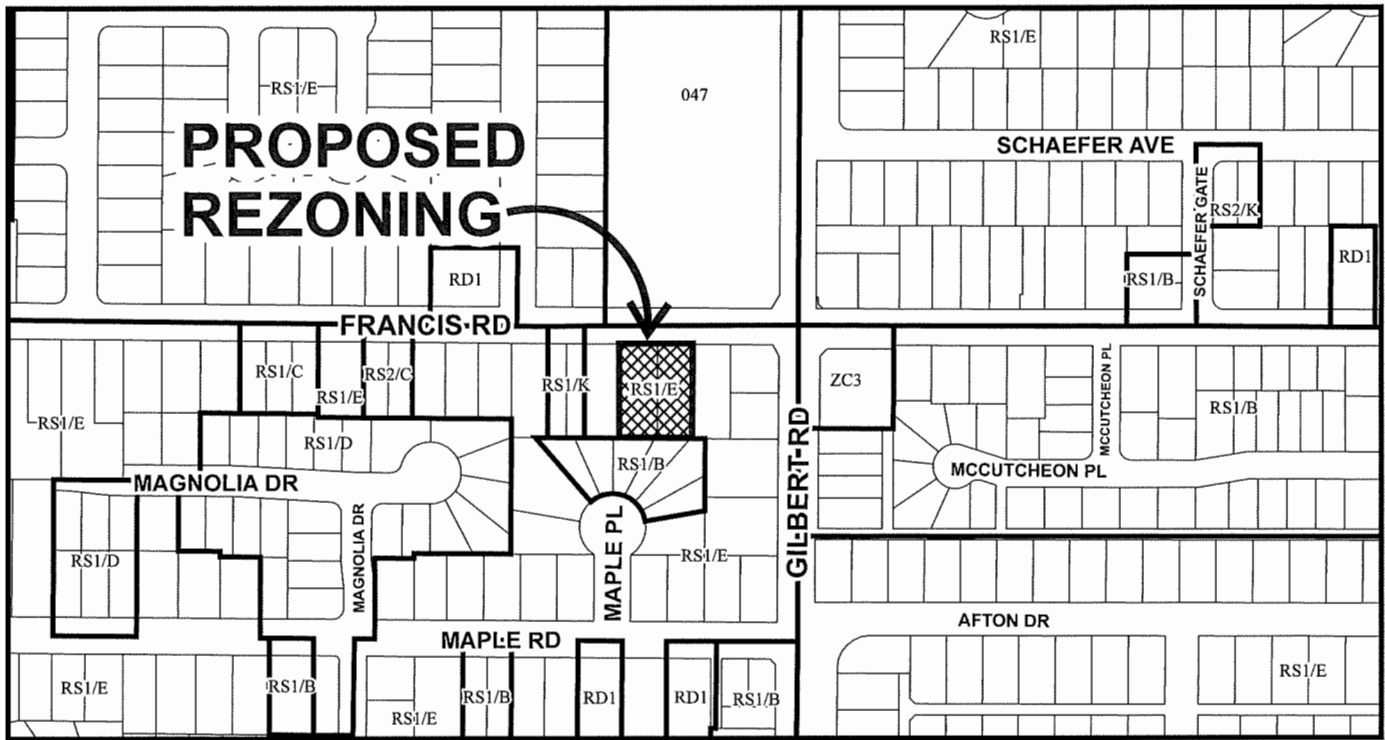 RS1/E
047
RS1/E
PROPOSED
REZONING
SCHAEFER AVE
SCHAEFER GATE
RS2/K
RD1
RS1/B
RD1
FRANCIS RD
RS1/C
RS1/E
RS2/C
RS1/K
RS1/E
ZC3
MCCUTCHEON PL
RS1/B
RS1/E
RS1/D
RS1/B
GILBERT RD
MCCUTCHEON PL
MAGNOLIA DR
MAGNOLIA DR
MAPLE PL
RS1/E
RS1/D
MAPLE RD
AFTON DR
RS1/E
RS1/B
RS1/E
RS1/B
RD1
RD1
RS1/B
RS1/E